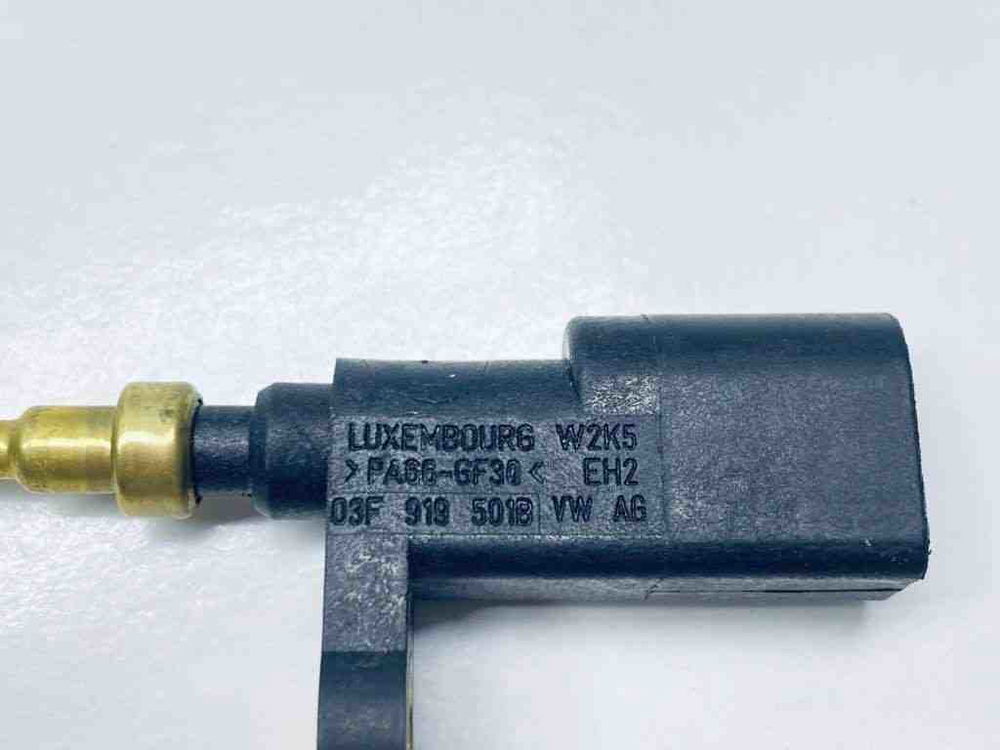 LUXEMBOURG W2K5
>PA66-GF30< EH2
03F 919 501B VW AG